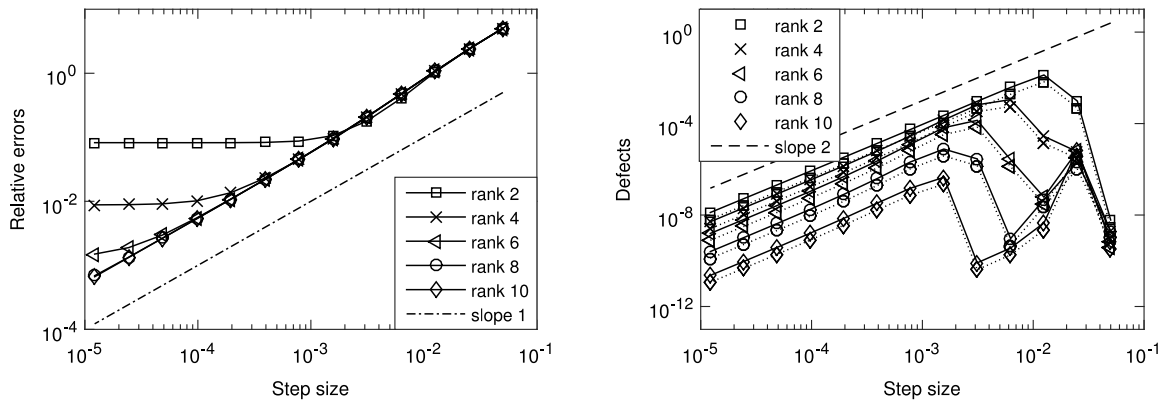 10^0
10^-2
10^-4
10^-5
10^-4
10^-3
10^-2
10^-1
Relative errors
Step size
rank 2
rank 4
rank 6
rank 8
rank 10
slope 1
10^0
10^-4
10^-8
10^-12
10^-5
10^-4
10^-3
10^-2
10^-1
Defects
Step size
rank 2
rank 4
rank 6
rank 8
rank 10
slope 2